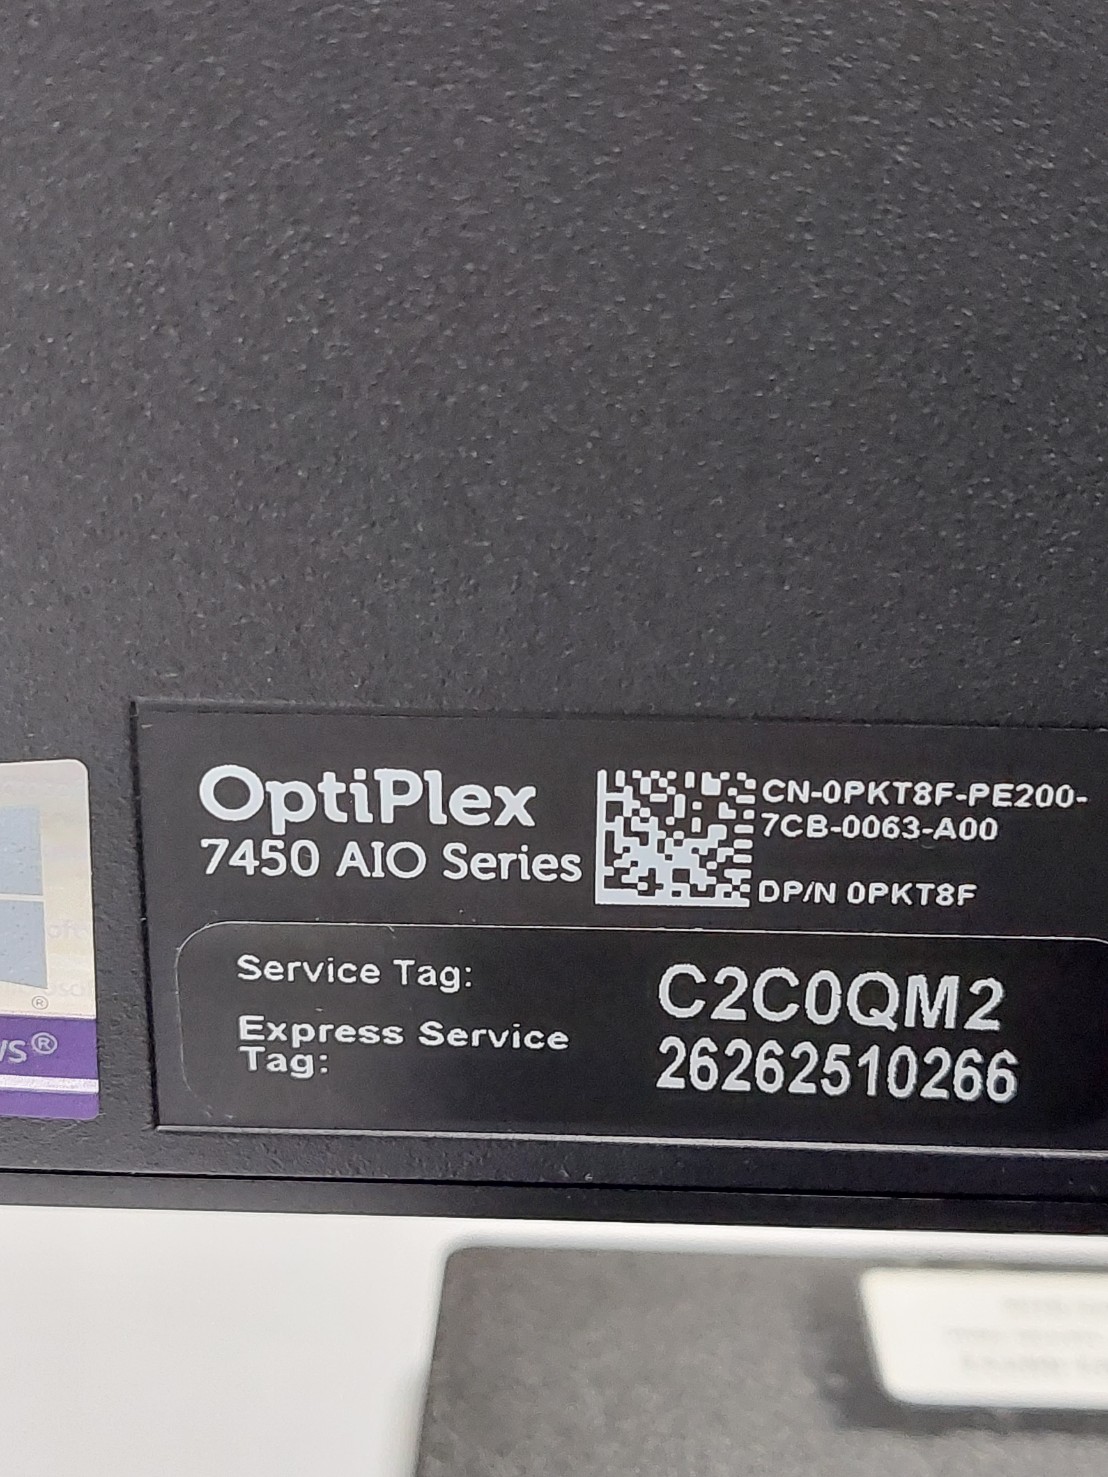 OptiPlex
7450 AIO Series
CN-0PKT8F-PE200-
7CB-0063-A00
DP/N 0PKT8F
Service Tag:
C2C0QM2
Express Service
Tag:
26262510266
®
ws®